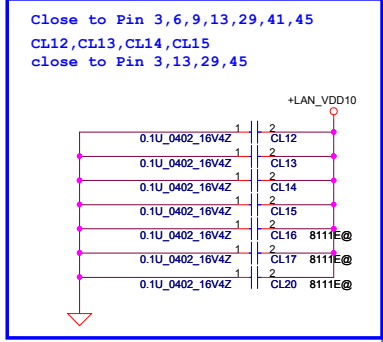 Close to Pin 3,6,9,13,29,41,45
CL12,CL13,CL14,CL15
close to Pin 3,13,29,45
+LAN_VDD10
1 2
0.1U_0402_16V4Z CL12
1 2
0.1U_0402_16V4Z CL13
1 2
0.1U_0402_16V4Z CL14
1 2
0.1U_0402_16V4Z CL15
1 2
0.1U_0402_16V4Z CL16 8111E@
1 2
0.1U_0402_16V4Z CL17 8111E@
1 2
0.1U_0402_16V4Z CL20 8111E@